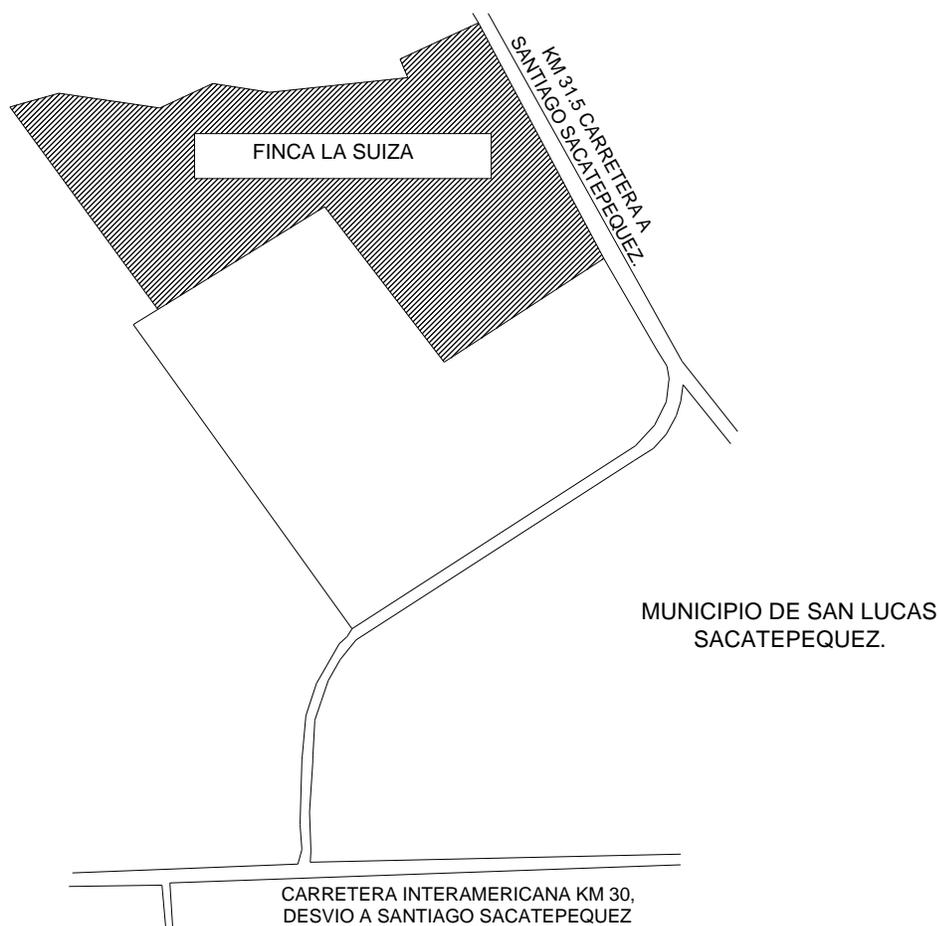 KM 31.5 CARRETERA A
SANTIAGO SACATEPEQUEZ.
FINCA LA SUIZA
MUNICIPIO DE SAN LUCAS
SACATEPEQUEZ.
CARRETERA INTERAMERICANA KM 30,
DESVIO A SANTIAGO SACATEPEQUEZ